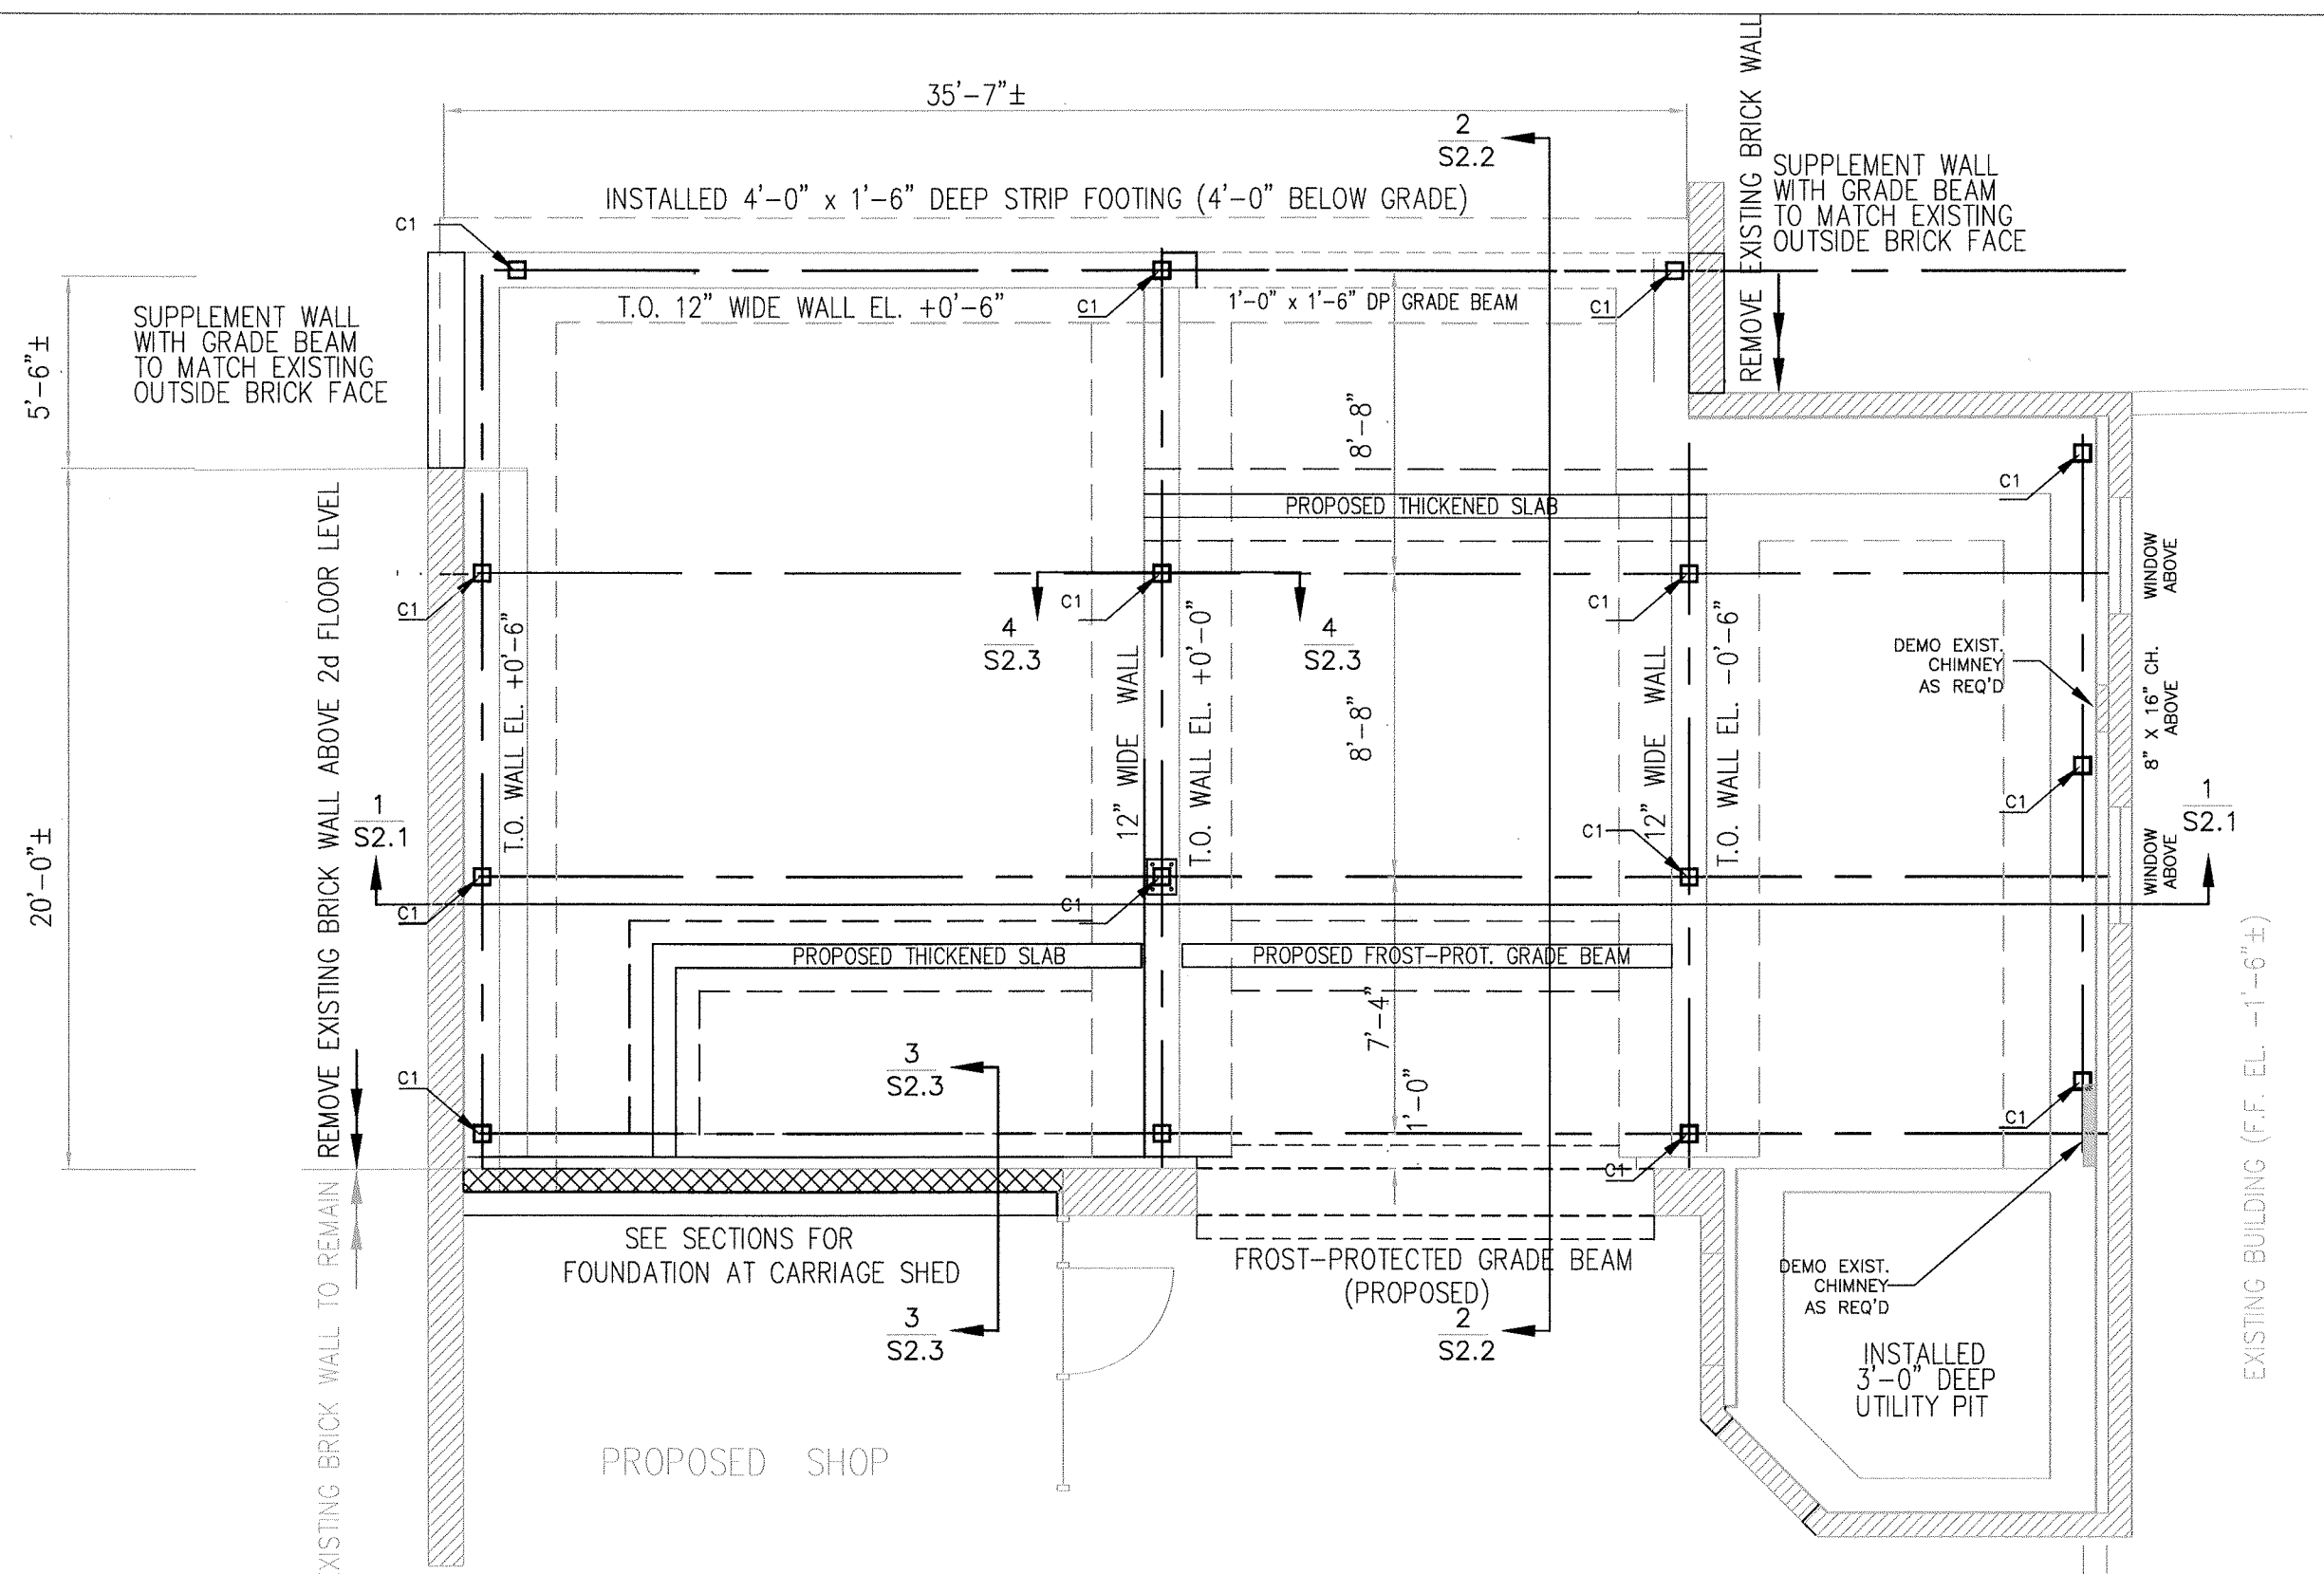 35'-7"±
2
S2.2
INSTALLED 4'-0" x 1'-6" DEEP STRIP FOOTING (4'-0" BELOW GRADE)
REMOVE EXISTING BRICK WALL
SUPPLEMENT WALL
WITH GRADE BEAM
TO MATCH EXISTING
OUTSIDE BRICK FACE
C1
SUPPLEMENT WALL
WITH GRADE BEAM
TO MATCH EXISTING
OUTSIDE BRICK FACE
5'-6"±
T.O. 12" WIDE WALL EL. +0'-6"
C1
1'-0" x 1'-6" DP GRADE BEAM
C1
8'-8"
C1
PROPOSED THICKENED SLAB
REMOVE EXISTING BRICK WALL ABOVE 2d FLOOR LEVEL
WINDOW
ABOVE
C1
T.O. WALL EL. +0'-6"
C1
4
S2.3
4
S2.3
C1
12" WIDE WALL
T.O. WALL EL. +0'-0"
8'-8"
12" WIDE WALL
T.O. WALL EL. -0'-6"
DEMO EXIST.
CHIMNEY
AS REQ'D
8" X 16" CH.
ABOVE
C1
1
S2.1
1
S2.1
20'-0"±
C1
C1
C1
WINDOW
ABOVE
PROPOSED THICKENED SLAB
PROPOSED FROST-PROT. GRADE BEAM
7'-4"
1'-0"
3
S2.3
C1
C1
C1
EXISTING BUILDING (F.F. EL. -1'-6"±)
XISTING BRICK WALL TO REMAIN
SEE SECTIONS FOR
FOUNDATION AT CARRIAGE SHED
FROST-PROTECTED GRADE BEAM
(PROPOSED)
3
S2.3
2
S2.2
DEMO EXIST.
CHIMNEY
AS REQ'D
INSTALLED
3'-0" DEEP
UTILITY PIT
PROPOSED SHOP